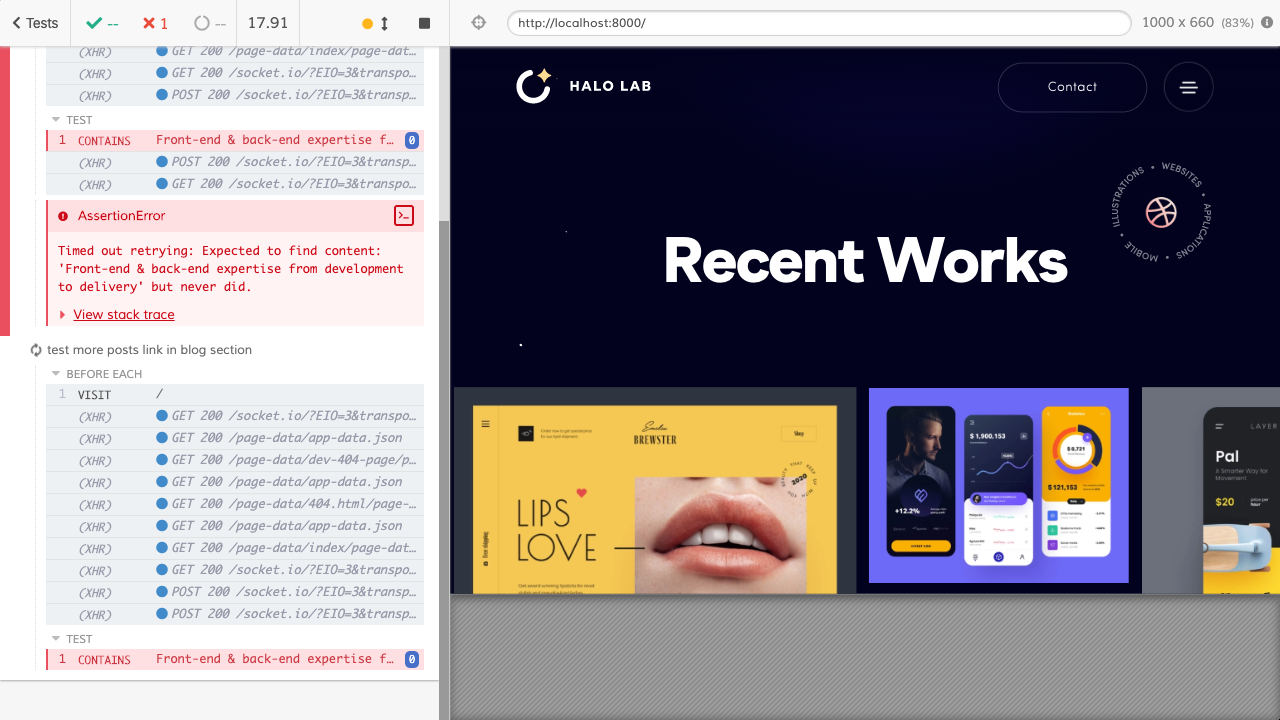 Tests
--
1
--
17.91
(XHR) GET 200 /page-data/index/page-dat…
(XHR) GET 200 /socket.io/?EIO=3&transpo…
(XHR) POST 200 /socket.io/?EIO=3&transp…
TEST
1 CONTAINS Front-end & back-end expertise f… 0
(XHR) POST 200 /socket.io/?EIO=3&transp…
(XHR) GET 200 /socket.io/?EIO=3&transpo…
AssertionError
Timed out retrying: Expected to find content:
'Front-end & back-end expertise from development
to delivery' but never did.
View stack trace
test more posts link in blog section
BEFORE EACH
1 VISIT /
(XHR) GET 200 /socket.io/?EIO=3&transpo…
(XHR) GET 200 /page-data/app-data.json
(XHR) GET 200 /page-data/dev-404-page/p…
(XHR) GET 200 /page-data/app-data.json
(XHR) GET 200 /page-data/404.html/page-…
(XHR) GET 200 /page-data/app-data.json
(XHR) GET 200 /page-data/index/page-dat…
(XHR) GET 200 /socket.io/?EIO=3&transpo…
(XHR) POST 200 /socket.io/?EIO=3&transp…
(XHR) POST 200 /socket.io/?EIO=3&transp…
TEST
1 CONTAINS Front-end & back-end expertise f… 0
http://localhost:8000/
1000 x 660 (83%)
HALO LAB
Contact
WEBSITES • APPLICATIONS • MOBILE • ILLUSTRATIONS •
Recent Works
BREWSTER
Shop
2020
LIPS
LOVE
Free shipping
+12.2%
$ 1,900,153
$ 8,721
$ 121,153
LAYER
Pal
A Smarter Way for
Movement
$20
price per
hour